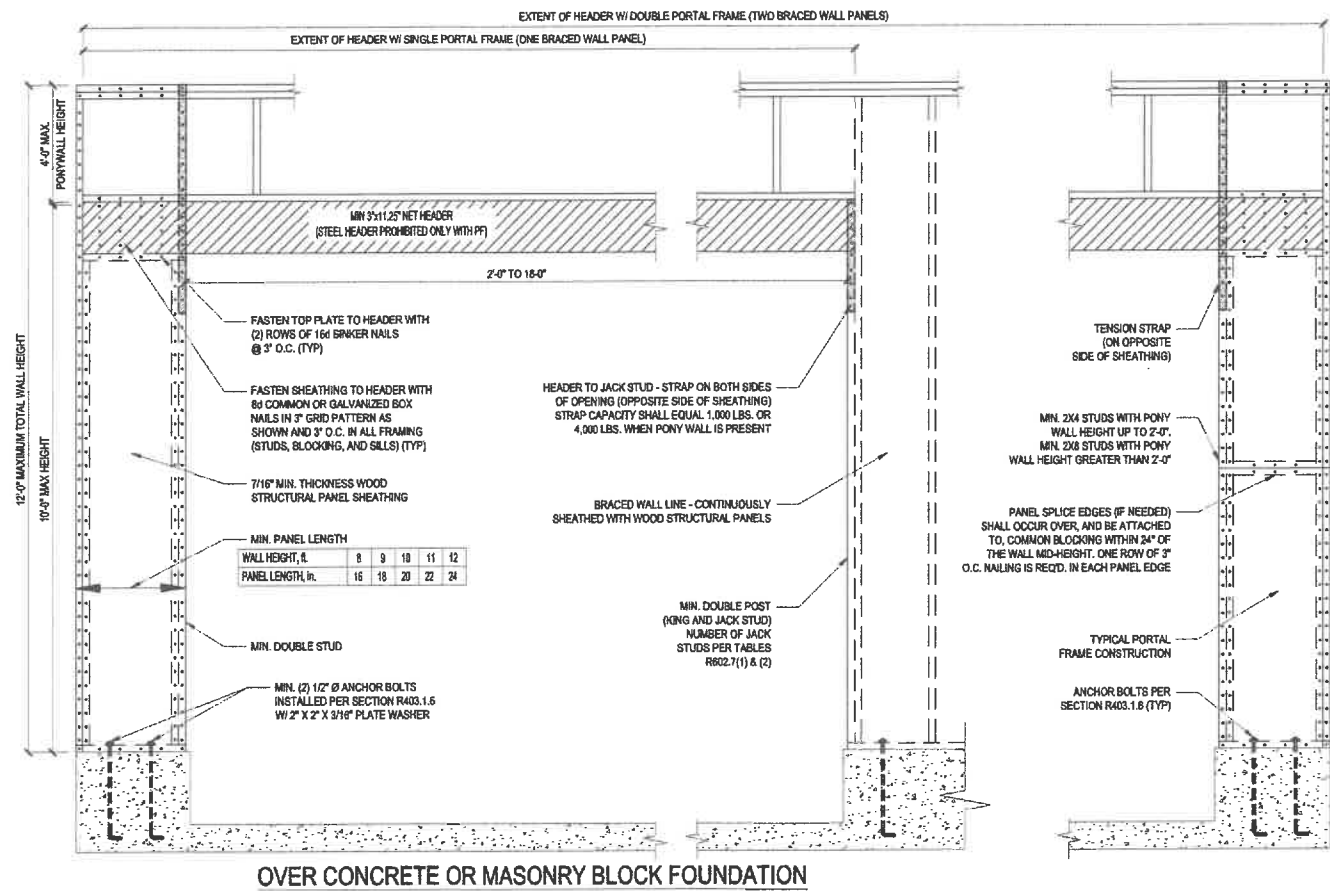 EXTENT OF HEADER W/ DOUBLE PORTAL FRAME (TWO BRACED WALL PANELS)
EXTENT OF HEADER W/ SINGLE PORTAL FRAME (ONE BRACED WALL PANEL)
4'-0" MAX.
PONYWALL HEIGHT
12'-0" MAXIMUM TOTAL WALL HEIGHT
10'-0" MAX HEIGHT
MIN 3"x11.25" NET HEADER
(STEEL HEADER PROHIBITED ONLY WITH PF)
2'-0" TO 18-0"
FASTEN TOP PLATE TO HEADER WITH
(2) ROWS OF 16d SINKER NAILS
@ 3" O.C. (TYP)
FASTEN SHEATHING TO HEADER WITH
8d COMMON OR GALVANIZED BOX
NAILS IN 3" GRID PATTERN AS
SHOWN AND 3" O.C. IN ALL FRAMING
(STUDS, BLOCKING, AND SILLS) (TYP)
7/16" MIN. THICKNESS WOOD
STRUCTURAL PANEL SHEATHING
MIN. PANEL LENGTH
WALL HEIGHT, ft. 8 9 10 11 12
PANEL LENGTH, in. 16 18 20 22 24
MIN. DOUBLE STUD
MIN. (2) 1/2" Ø ANCHOR BOLTS
INSTALLED PER SECTION R403.1.6
W/ 2" X 2" X 3/16" PLATE WASHER
HEADER TO JACK STUD - STRAP ON BOTH SIDES
OF OPENING (OPPOSITE SIDE OF SHEATHING)
STRAP CAPACITY SHALL EQUAL 1,000 LBS. OR
4,000 LBS. WHEN PONY WALL IS PRESENT
BRACED WALL LINE - CONTINUOUSLY
SHEATHED WITH WOOD STRUCTURAL PANELS
MIN. DOUBLE POST
(KING AND JACK STUD)
NUMBER OF JACK
STUDS PER TABLES
R602.7(1) & (2)
TENSION STRAP
(ON OPPOSITE
SIDE OF SHEATHING)
MIN. 2X4 STUDS WITH PONY
WALL HEIGHT UP TO 2'-0".
MIN. 2X6 STUDS WITH PONY
WALL HEIGHT GREATER THAN 2'-0"
PANEL SPLICE EDGES (IF NEEDED)
SHALL OCCUR OVER, AND BE ATTACHED
TO, COMMON BLOCKING WITHIN 24" OF
THE WALL MID-HEIGHT. ONE ROW OF 3"
O.C. NAILING IS REQ'D. IN EACH PANEL EDGE
TYPICAL PORTAL
FRAME CONSTRUCTION
ANCHOR BOLTS PER
SECTION R403.1.6 (TYP)
OVER CONCRETE OR MASONRY BLOCK FOUNDATION